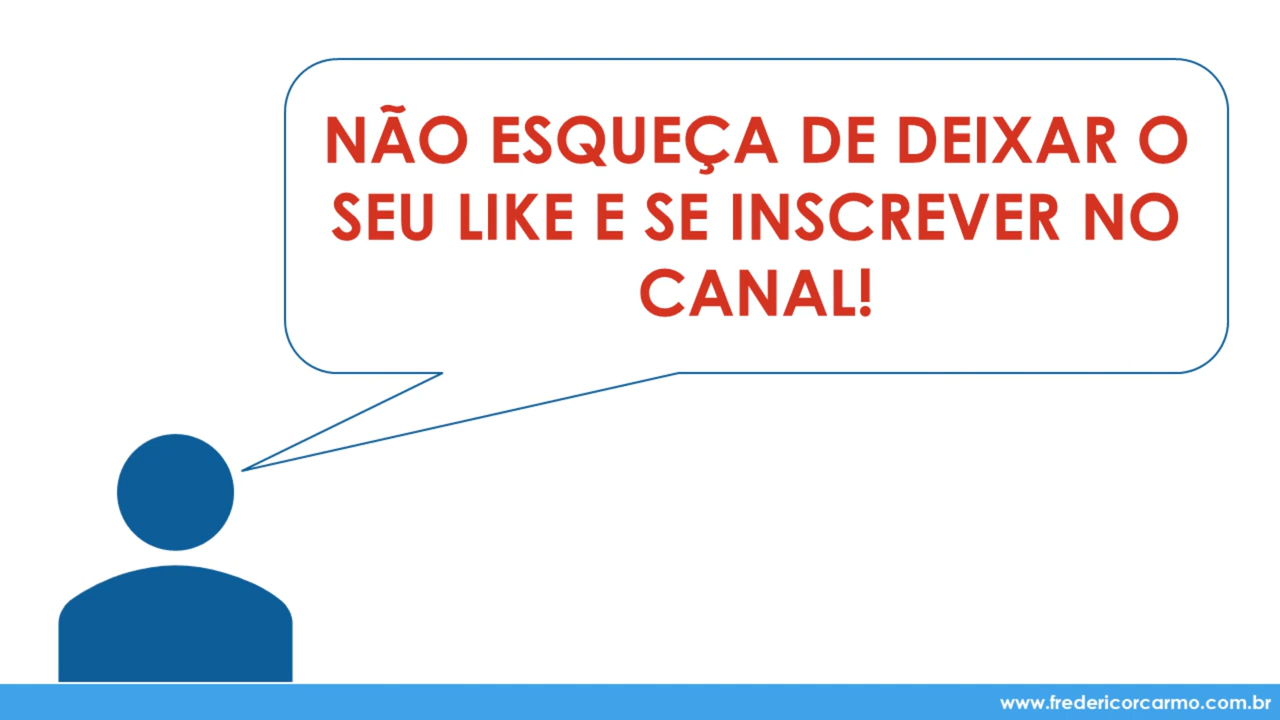 NÃO ESQUEÇA DE DEIXAR O
SEU LIKE E SE INSCREVER NO
CANAL!
www.fredericorcarmo.com.br